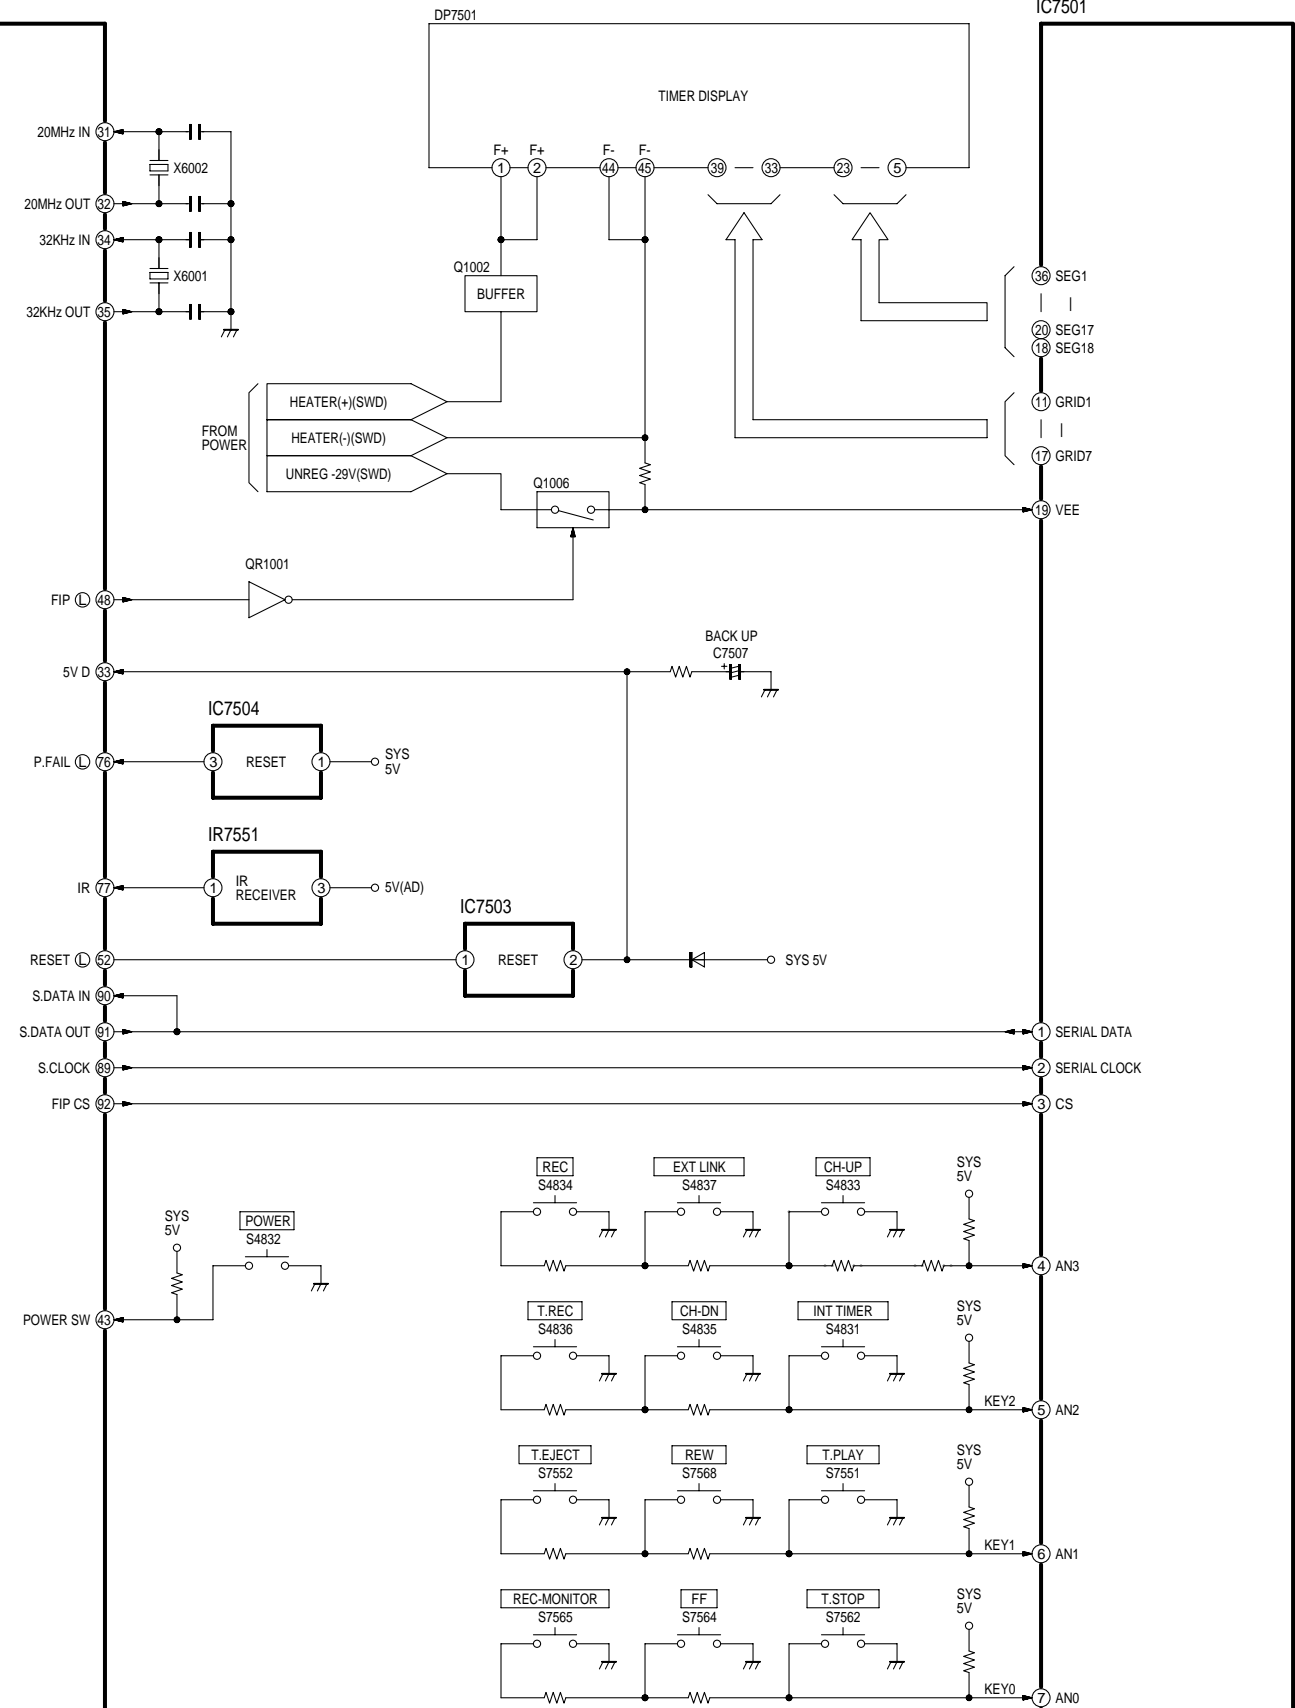 IC7501
DP7501
TIMER DISPLAY
F+ F+ F- F-
1 2 44 45 39 33 23 5
20MHz IN 31
X6002
20MHz OUT 32
32KHz IN 34
X6001
32KHz OUT 35
Q1002
BUFFER
36 SEG1
20 SEG17
18 SEG18
11 GRID1
17 GRID7
FROM
POWER
HEATER(+)(SWD)
HEATER(-)(SWD)
UNREG -29V(SWD)
Q1006
19 VEE
QR1001
FIP L 48
BACK UP
C7507
+
5V D 33
IC7504
P.FAIL L 76
3 RESET 1
SYS
5V
IR7551
IR 77
1 IR
RECEIVER 3
5V(AD)
IC7503
RESET L 52
1 RESET 2
SYS 5V
S.DATA IN 90
S.DATA OUT 91
1 SERIAL DATA
S.CLOCK 89
2 SERIAL CLOCK
FIP CS 92
3 CS
REC
S4834
EXT LINK
S4837
CH-UP
S4833
SYS
5V
4 AN3
SYS
5V
POWER
S4832
POWER SW 43
T.REC
S4836
CH-DN
S4835
INT TIMER
S4831
SYS
5V
KEY2
5 AN2
T.EJECT
S7552
REW
S7568
T.PLAY
S7551
SYS
5V
KEY1
6 AN1
REC-MONITOR
S7565
FF
S7564
T.STOP
S7562
SYS
5V
KEY0
7 AN0